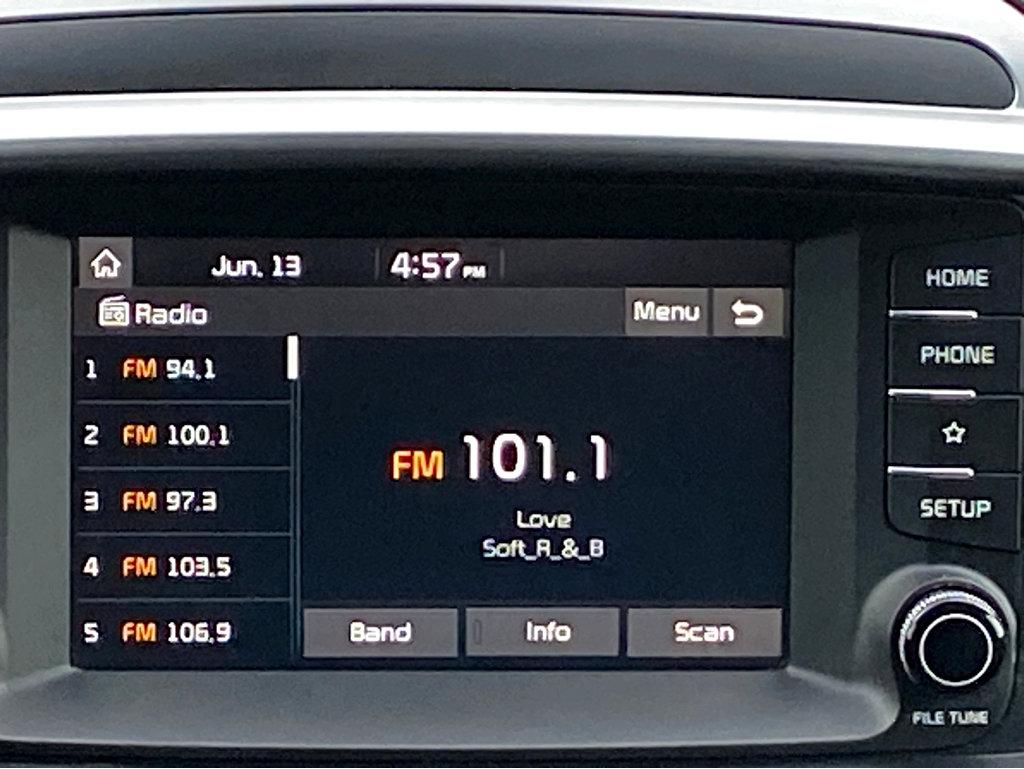 Jun. 13 4:57 PM
Radio Menu
1 FM 94.1
2 FM 100.1
3 FM 97.3
4 FM 103.5
5 FM 106.9
FM 101.1
Love
Soft_R_&_B
Band Info Scan
HOME
PHONE
SETUP
FILE TUNE